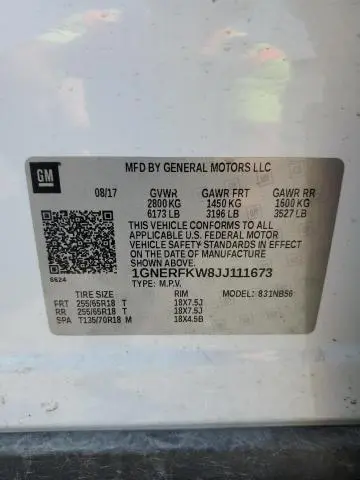 GM
MFD BY GENERAL MOTORS LLC
08/17 GVWR GAWR FRT GAWR RR
2800 KG 1450 KG 1600 KG
6173 LB 3196 LB 3527 LB
THIS VEHICLE CONFORMS TO ALL
APPLICABLE U.S. FEDERAL MOTOR
VEHICLE SAFETY STANDARDS IN EFFECT
ON THE DATE OF MANUFACTURE SHOWN ABOVE.
1GNERFKW8JJ111673
6624 TYPE: M.P.V. MODEL: 831NB56
TIRE SIZE RIM
FRT 255/65R18 T 18X7.5J
RR 255/65R18 T 18X7.5J
SPA T135/70R18 M 18X4.5B